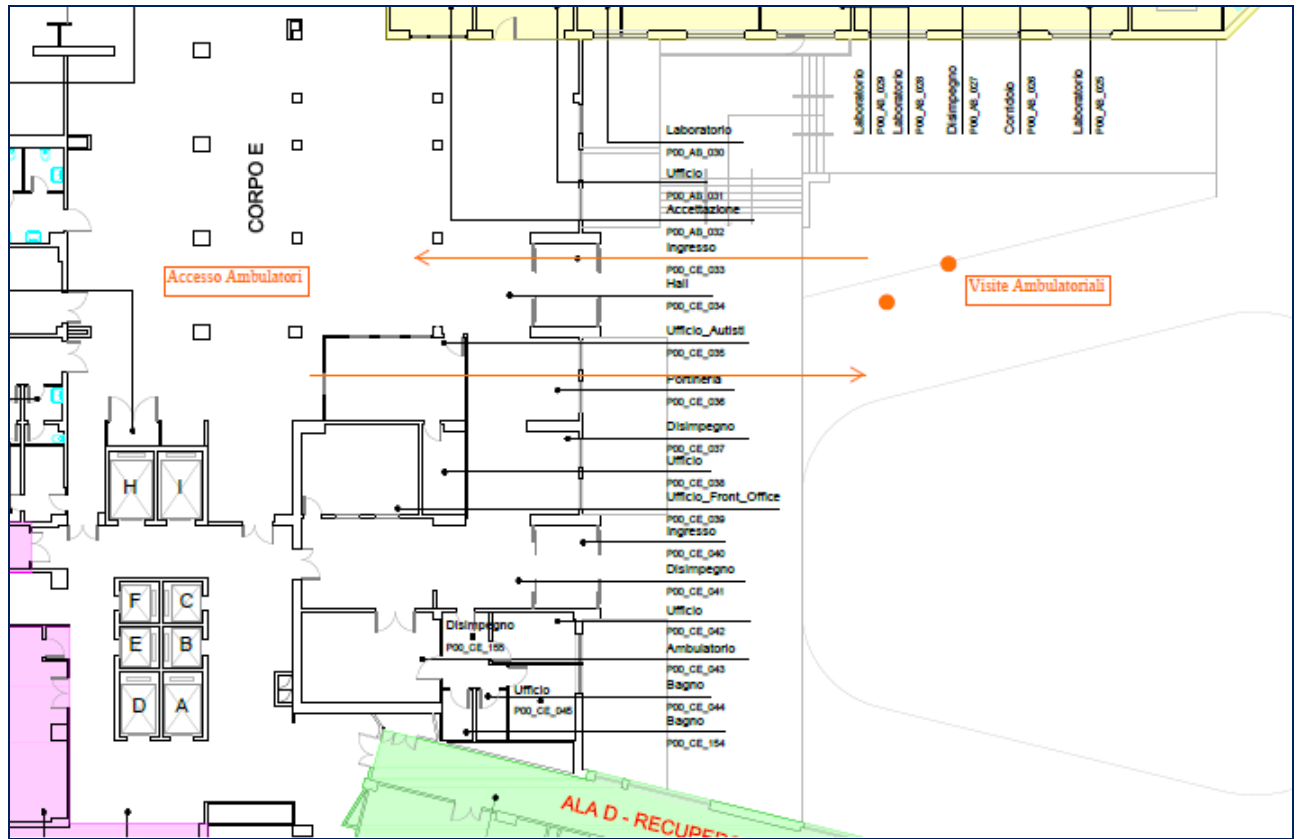 Laboratorio
P00_AB_029
Laboratorio
P00_AB_028
Disimpegno
P00_AB_027
Corridoio
P00_AB_026
Laboratorio
P00_AB_025
CORPO E
Laboratorio
P00_AB_030
Ufficio
P00_AB_031
Accettazione
P00_AB_032
Ingresso
P00_CE_033
Hall
P00_CE_034
Accesso Ambulatori
Visite Ambulatoriali
Ufficio_Autisti
P00_CE_035
Portineria
P00_CE_036
Disimpegno
P00_CE_037
Ufficio
P00_CE_038
Ufficio_Front_Office
P00_CE_039
Ingresso
P00_CE_040
Disimpegno
P00_CE_041
Ufficio
P00_CE_042
Ambulatorio
P00_CE_043
Bagno
P00_CE_044
Bagno
P00_CE_154
H I
F C
E B
D A
Disimpegno
P00_CE_155
Ufficio
P00_CE_045
ALA D - RECUPERO